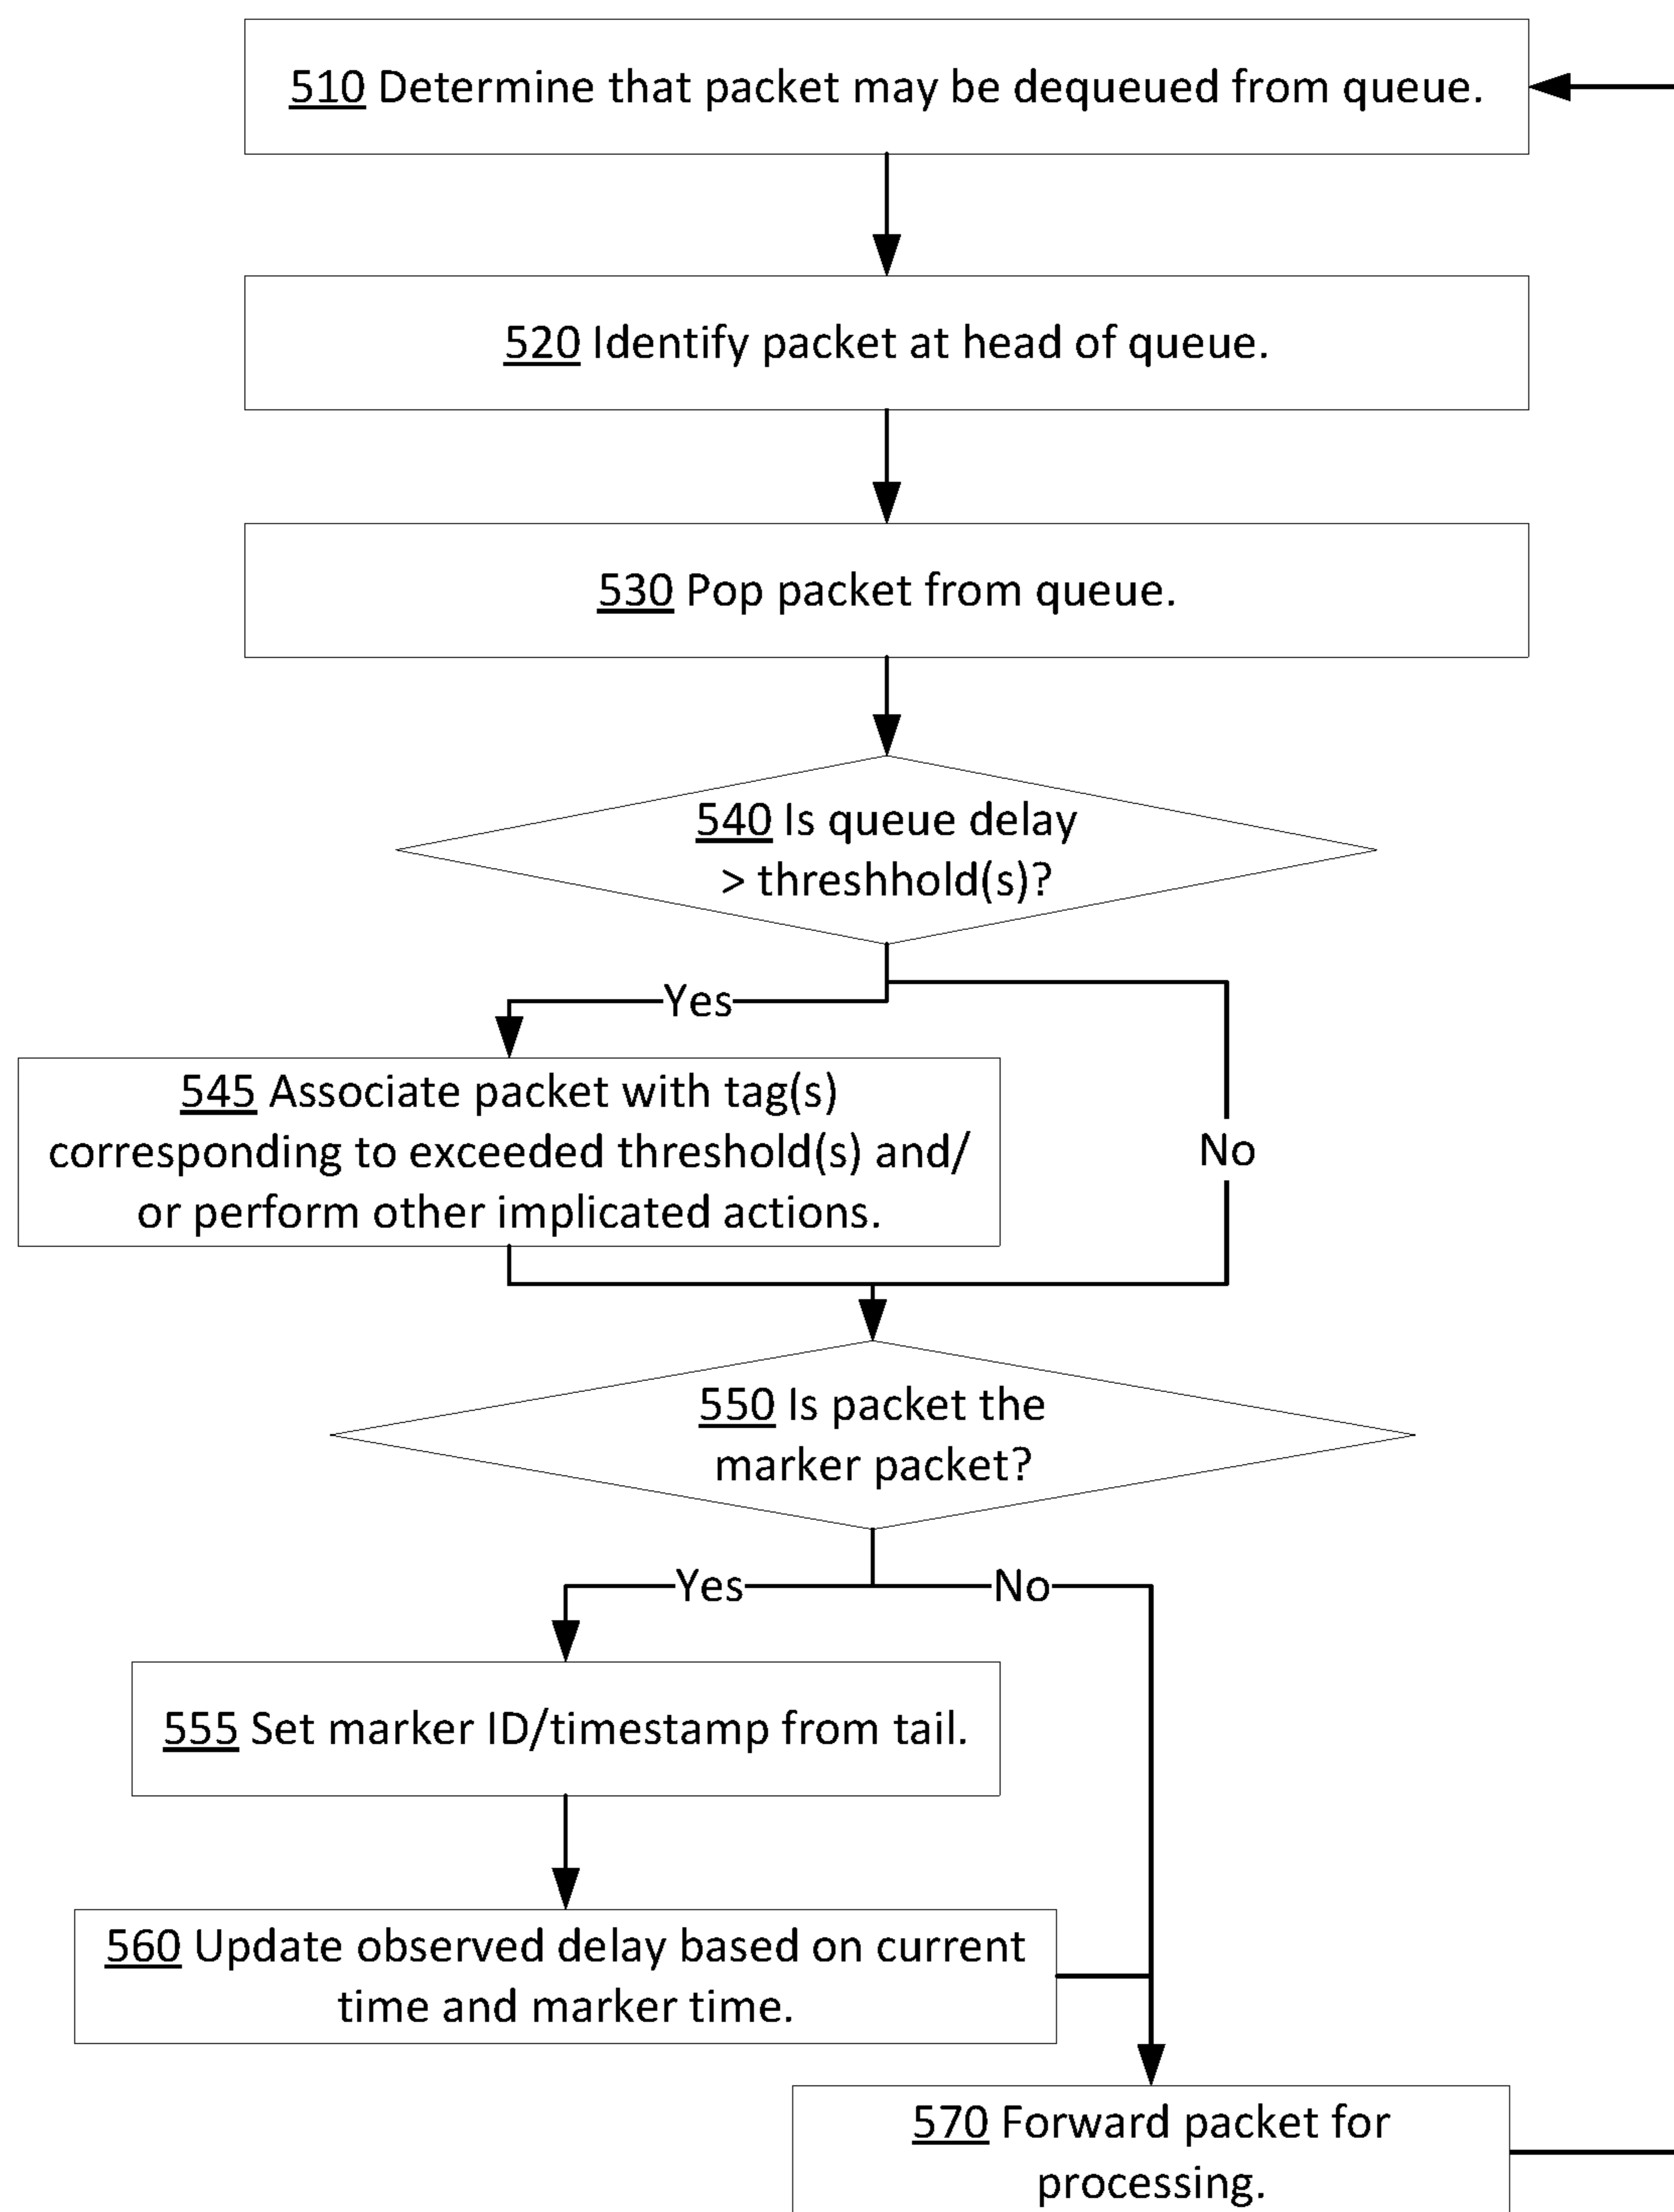 510 Determine that packet may be dequeued from queue.
520 Identify packet at head of queue.
530 Pop packet from queue.
540 Is queue delay
> threshhold(s)?
Yes
545 Associate packet with tag(s)
corresponding to exceeded threshold(s) and/
or perform other implicated actions.
No
550 Is packet the
marker packet?
Yes
No
555 Set marker ID/timestamp from tail.
560 Update observed delay based on current
time and marker time.
570 Forward packet for
processing.